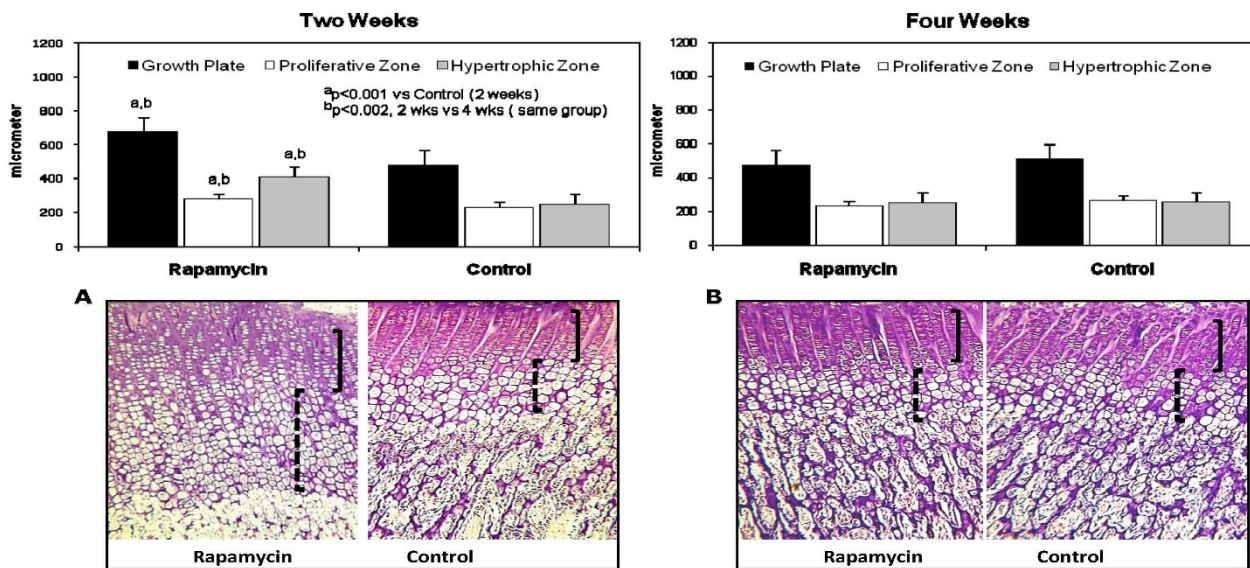 Two Weeks
1200
1000
800
600
400
200
0
micrometer
Growth Plate Proliferative Zone Hypertrophic Zone
ap<0.001 vs Control (2 weeks)
bp<0.002, 2 wks vs 4 wks ( same group)
a,b
a,b
a,b
Rapamycin Control
Four Weeks
1200
1000
800
600
400
200
0
micrometer
Growth Plate Proliferative Zone Hypertrophic Zone
Rapamycin Control
A
Rapamycin Control
B
Rapamycin Control